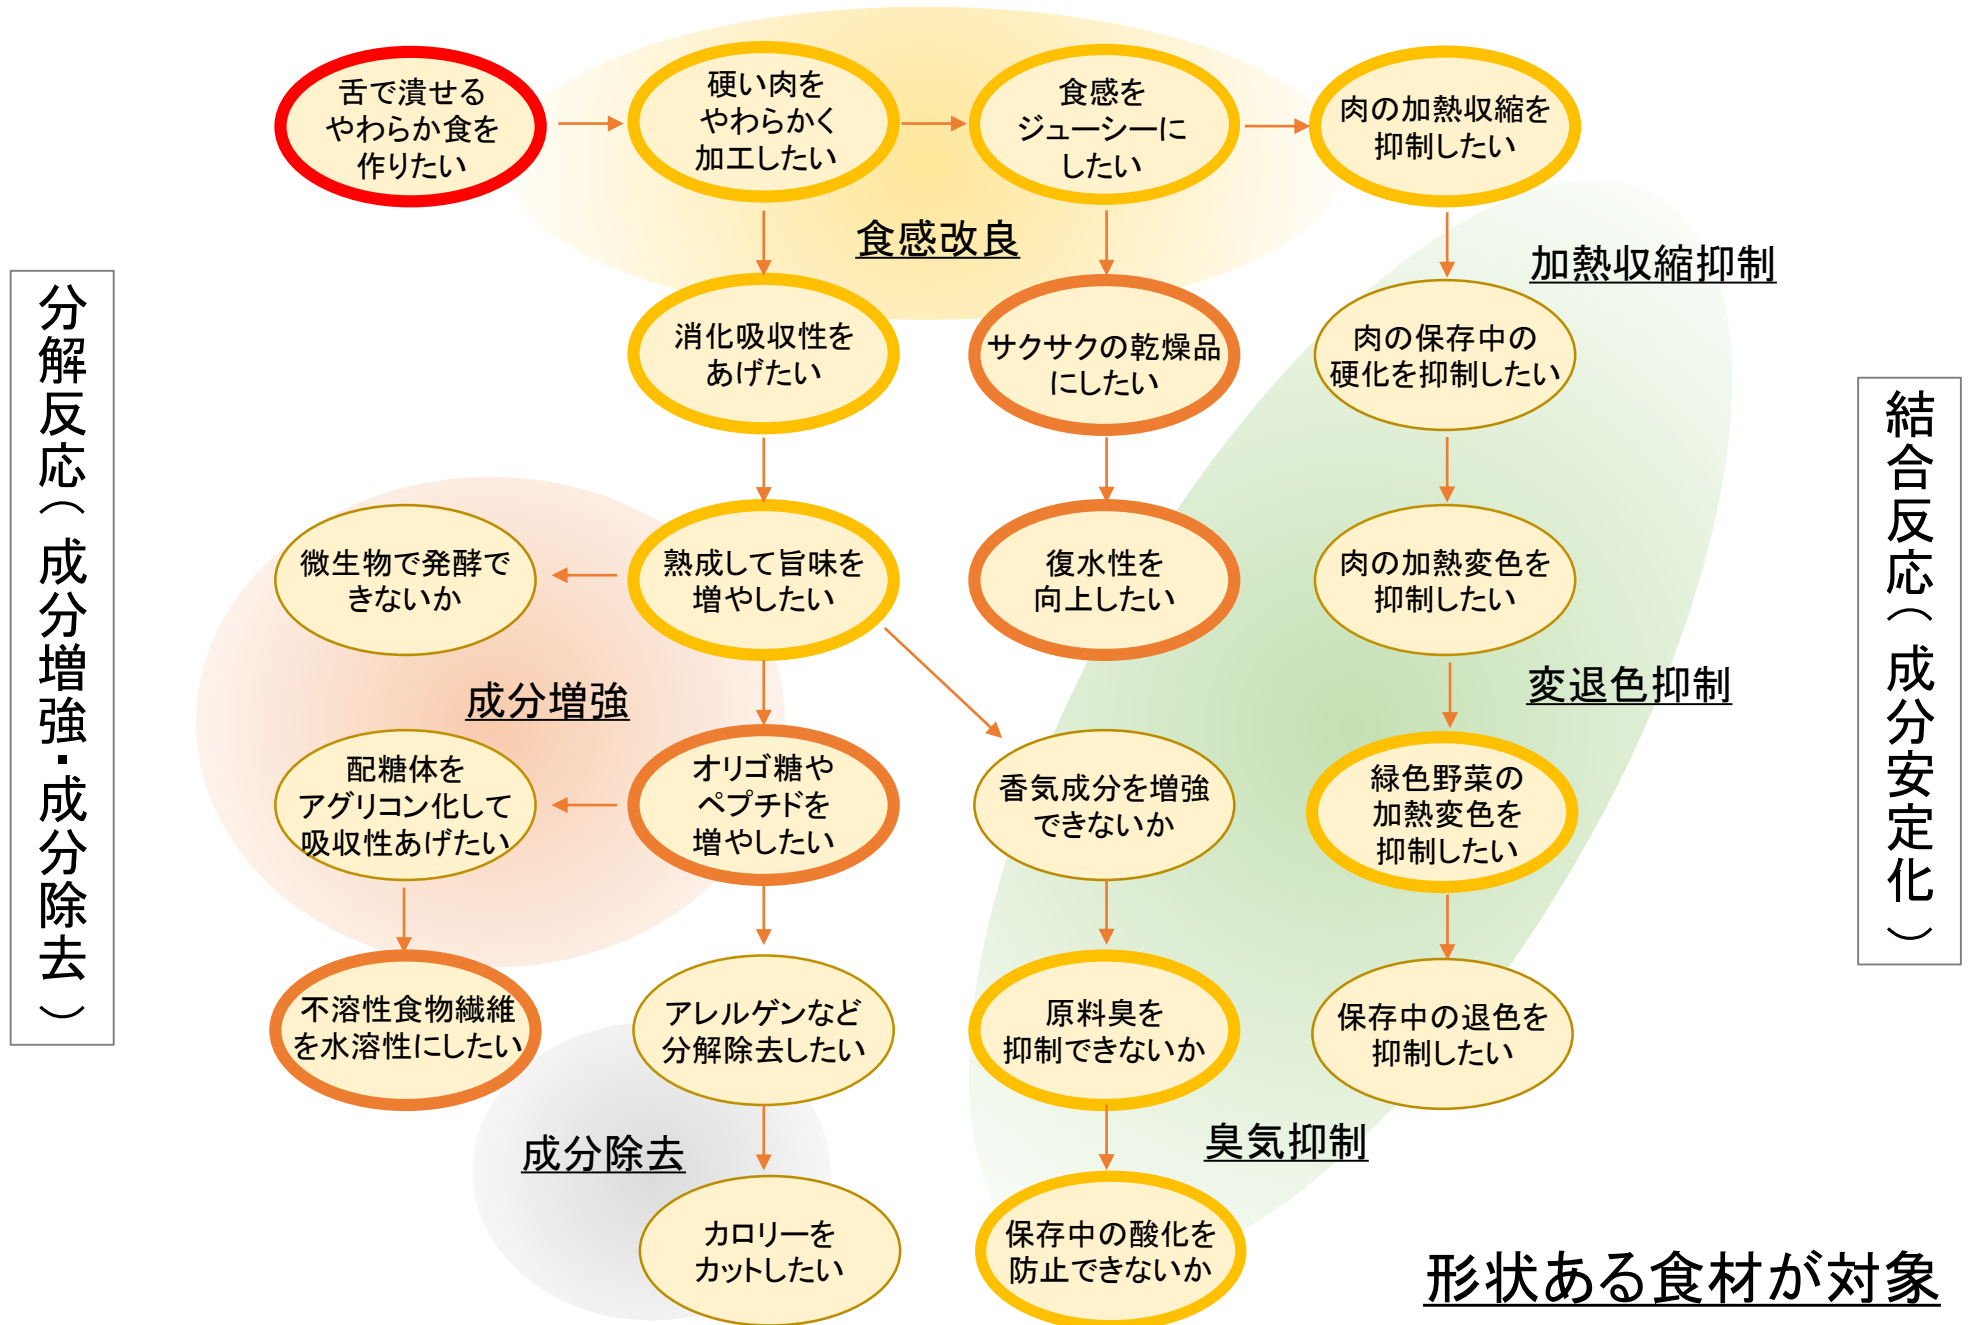 舌で潰せる
やわらか食を
作りたい
硬い肉を
やわらかく
加工したい
食感を
ジューシーに
したい
肉の加熱収縮を
抑制したい
食感改良
加熱収縮抑制
分解反応（成分増強・成分除去）
消化吸収性を
あげたい
サクサクの乾燥品
にしたい
肉の保存中の
硬化を抑制したい
結合反応（成分安定化）
微生物で発酵で
きないか
熟成して旨味を
増やしたい
復水性を
向上したい
肉の加熱変色を
抑制したい
成分増強
変退色抑制
配糖体を
アグリコン化して
吸収性あげたい
オリゴ糖や
ペプチドを
増やしたい
香気成分を増強
できないか
緑色野菜の
加熱変色を
抑制したい
不溶性食物繊維
を水溶性にしたい
アレルゲンなど
分解除去したい
原料臭を
抑制できないか
保存中の退色を
抑制したい
成分除去
臭気抑制
カロリーを
カットしたい
保存中の酸化を
防止できないか
形状ある食材が対象